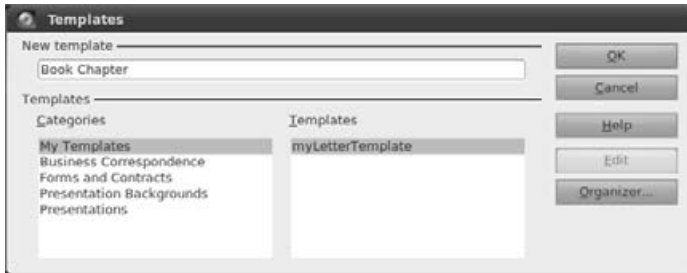 Templates
New template
Book Chapter
OK
Cancel
Templates
Categories
Templates
Help
My Templates
myLetterTemplate
Business Correspondence
Forms and Contracts
Edit
Presentation Backgrounds
Organizer...
Presentations